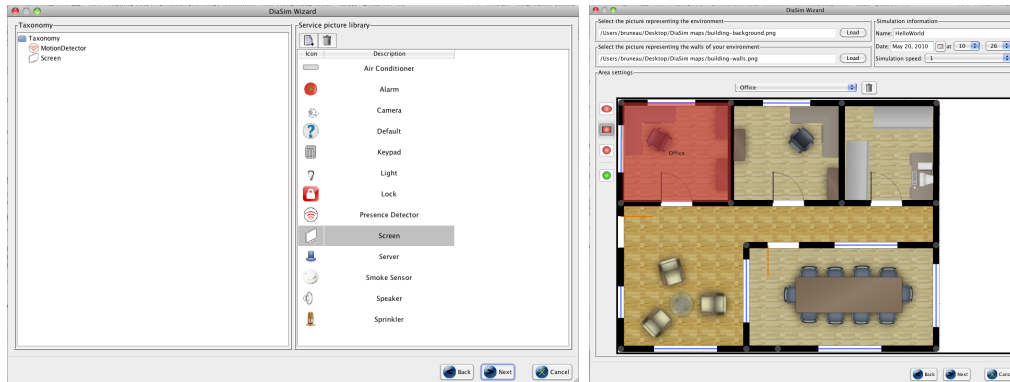 DiaSim Wizard
Taxonomy
Taxonomy
MotionDetector
Screen
Service picture library
Icon Description
Air Conditioner
Alarm
Camera
Default
Keypad
Light
Lock
Presence Detector
Screen
Server
Smoke Sensor
Speaker
Sprinkler
Back Next Cancel
DiaSim Wizard
Select the picture representing the environment
/Users/bruneau/Desktop/DiaSim maps/building-background.png Load
Select the picture representing the walls of your environment
/Users/bruneau/Desktop/DiaSim maps/building-walls.png Load
Simulation information
Name: HelloWorld
Date: May 20, 2010 at 10 : 26
Simulation speed: 1
Area settings
Office
Office
Back Next Canc